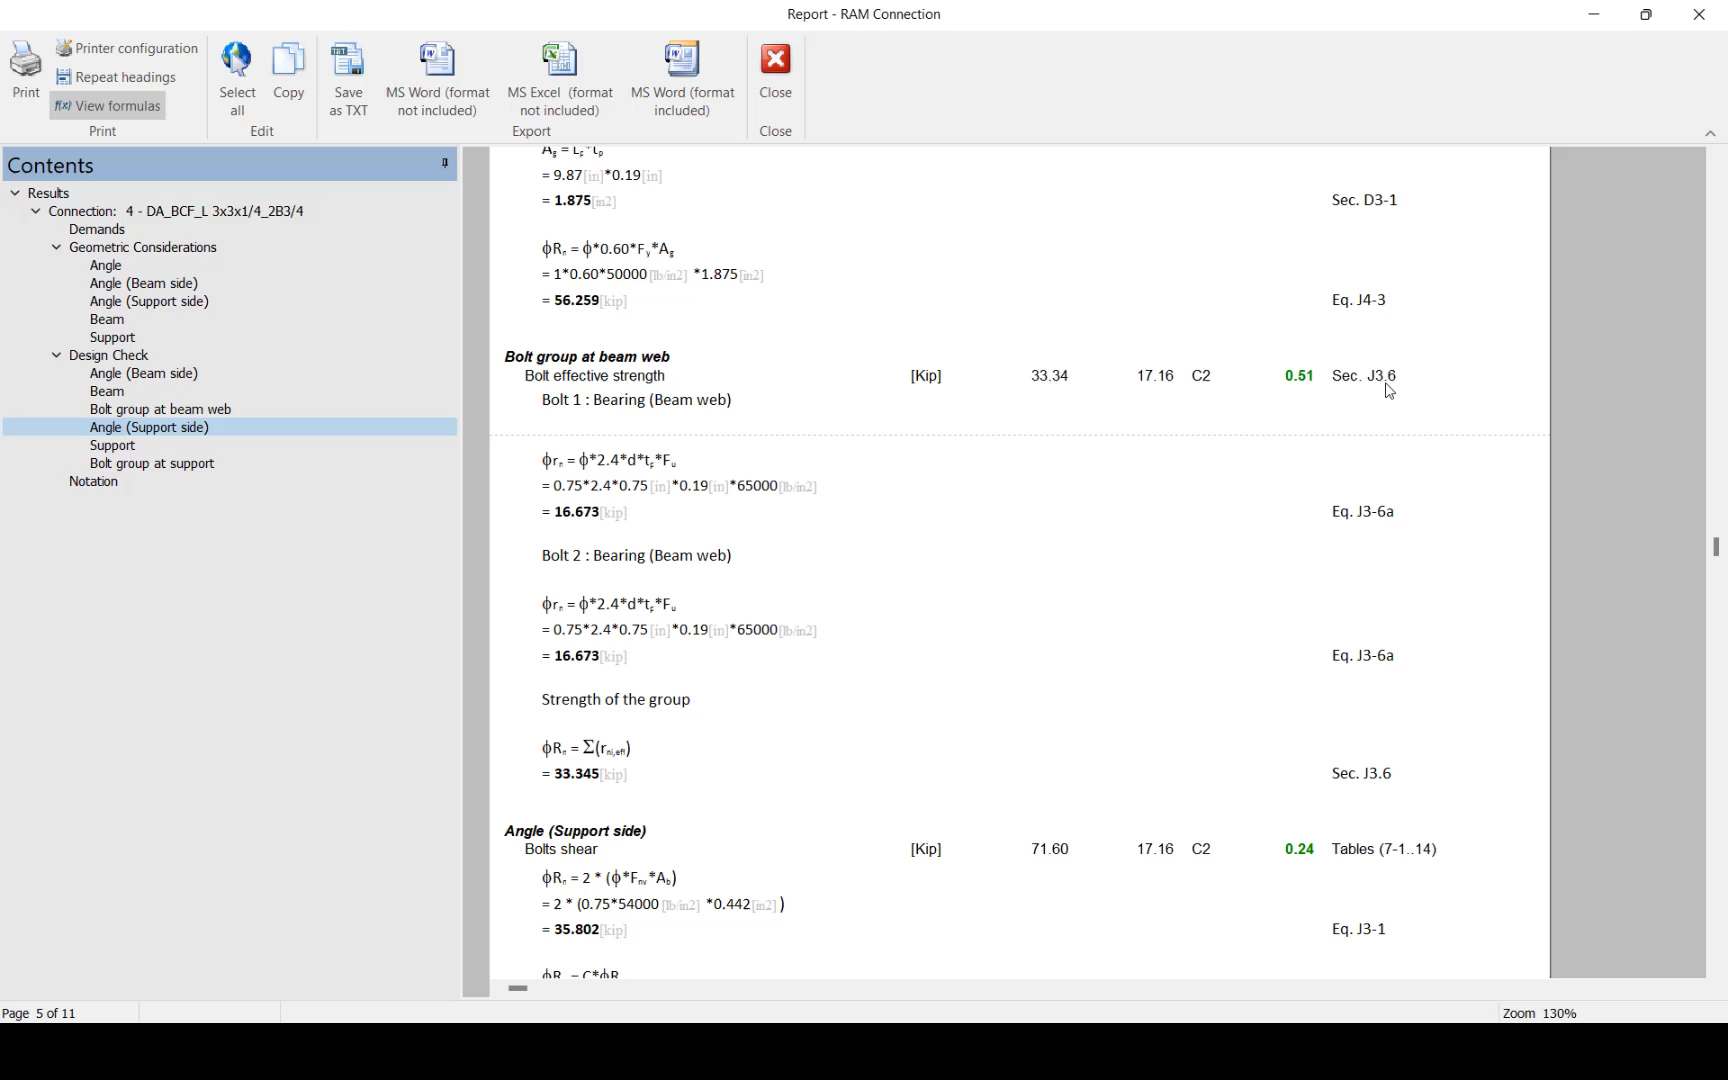 Report - RAM Connection
Print
Printer configuration
Repeat headings
f(x) View formulas
Print
Select all
Copy
Edit
Save as TXT
MS Word (format not included)
MS Excel (format not included)
MS Word (format included)
Export
Close
Close
Contents
Results
Connection: 4 - DA_BCF_L 3x3x1/4_2B3/4
Demands
Geometric Considerations
Angle
Angle (Beam side)
Angle (Support side)
Beam
Support
Design Check
Angle (Beam side)
Beam
Bolt group at beam web
Angle (Support side)
Support
Bolt group at support
Notation
Ag = Lp*tp
= 9.87[in]*0.19[in]
= 1.875[in2] Sec. D3-1
ϕRn = ϕ*0.60*Fy*Ag
= 1*0.60*50000[lb/in2] *1.875[in2]
= 56.259[kip] Eq. J4-3
Bolt group at beam web
Bolt effective strength [Kip] 33.34 17.16 C2 0.51 Sec. J3.6
Bolt 1 : Bearing (Beam web)
ϕrn = ϕ*2.4*d*tp*Fu
= 0.75*2.4*0.75[in]*0.19[in]*65000[lb/in2]
= 16.673[kip] Eq. J3-6a
Bolt 2 : Bearing (Beam web)
ϕrn = ϕ*2.4*d*tp*Fu
= 0.75*2.4*0.75[in]*0.19[in]*65000[lb/in2]
= 16.673[kip] Eq. J3-6a
Strength of the group
ϕRn = Σ(rni,eff)
= 33.345[kip] Sec. J3.6
Angle (Support side)
Bolts shear [Kip] 71.60 17.16 C2 0.24 Tables (7-1..14)
ϕRn = 2 * (ϕ*Fnv*Ab)
= 2 * (0.75*54000[lb/in2] *0.442[in2])
= 35.802[kip] Eq. J3-1
ϕR = C*ϕR
Page 5 of 11
Zoom 130%